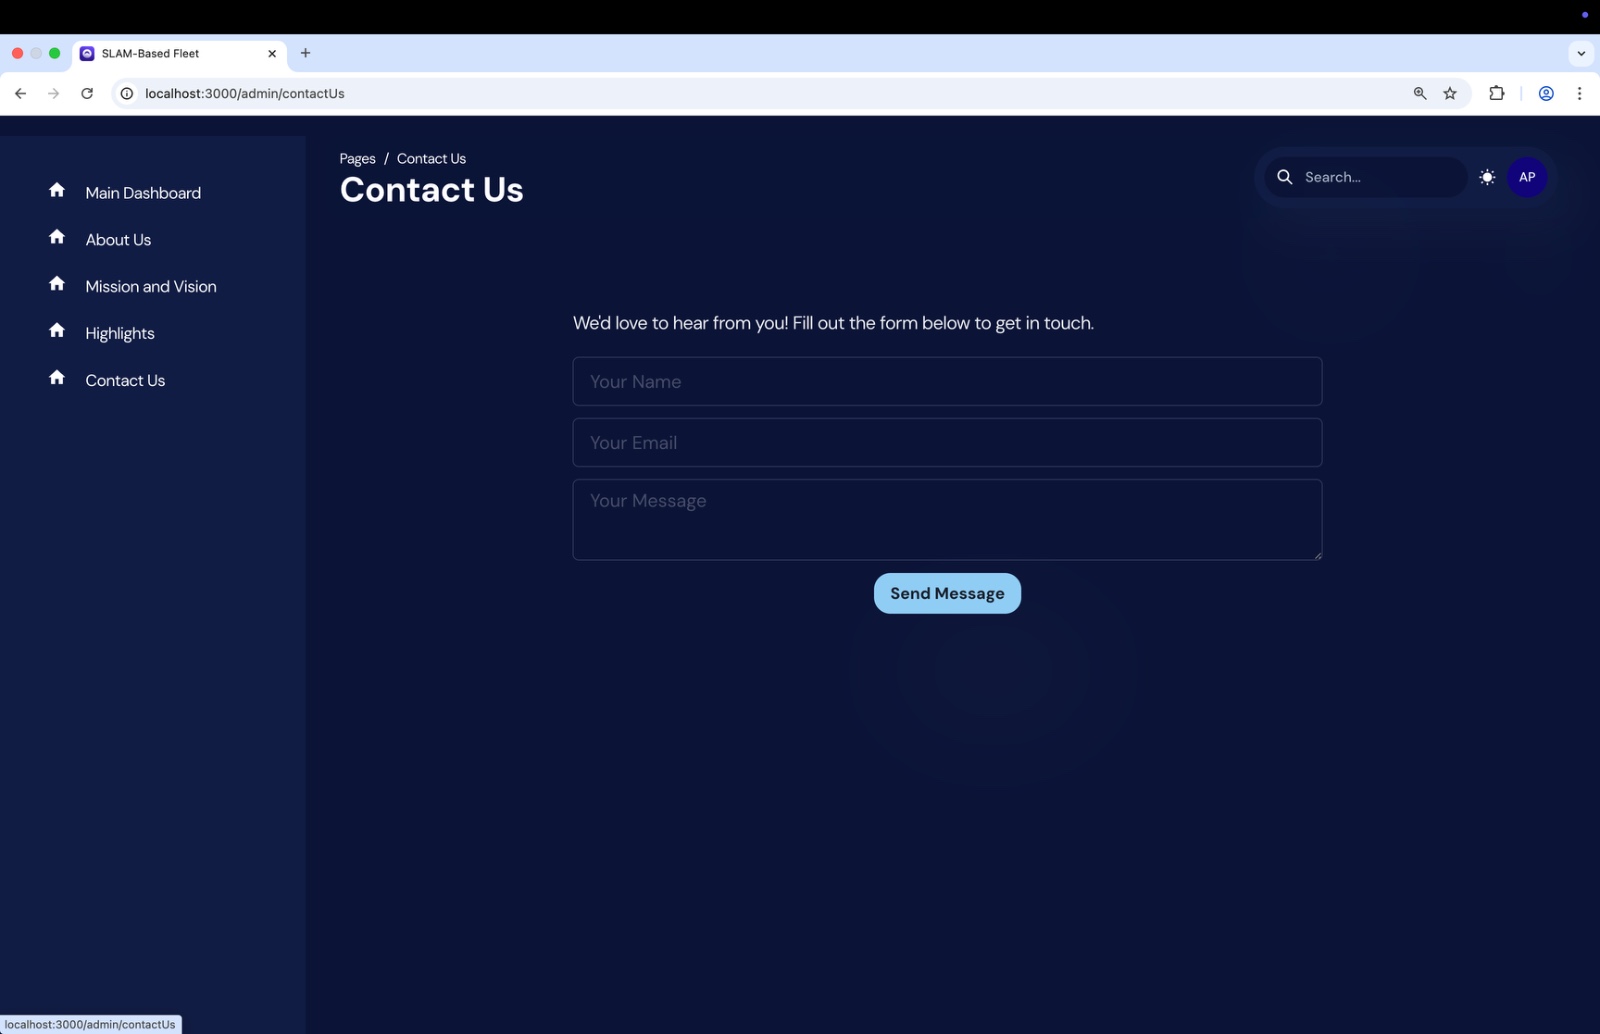 SLAM-Based Fleet
localhost:3000/admin/contactUs
Main Dashboard
About Us
Mission and Vision
Highlights
Contact Us
Pages / Contact Us
Contact Us
Search...
AP
We'd love to hear from you! Fill out the form below to get in touch.
Your Name
Your Email
Your Message
Send Message
localhost:3000/admin/contactUs